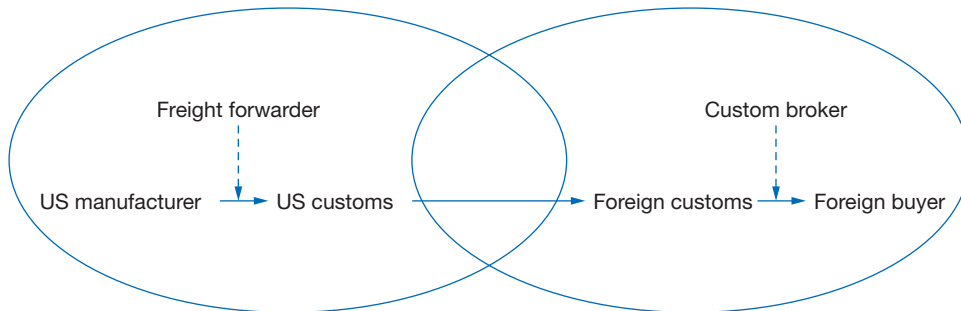 Freight forwarder
Custom broker
US manufacturer
US customs
Foreign customs
Foreign buyer